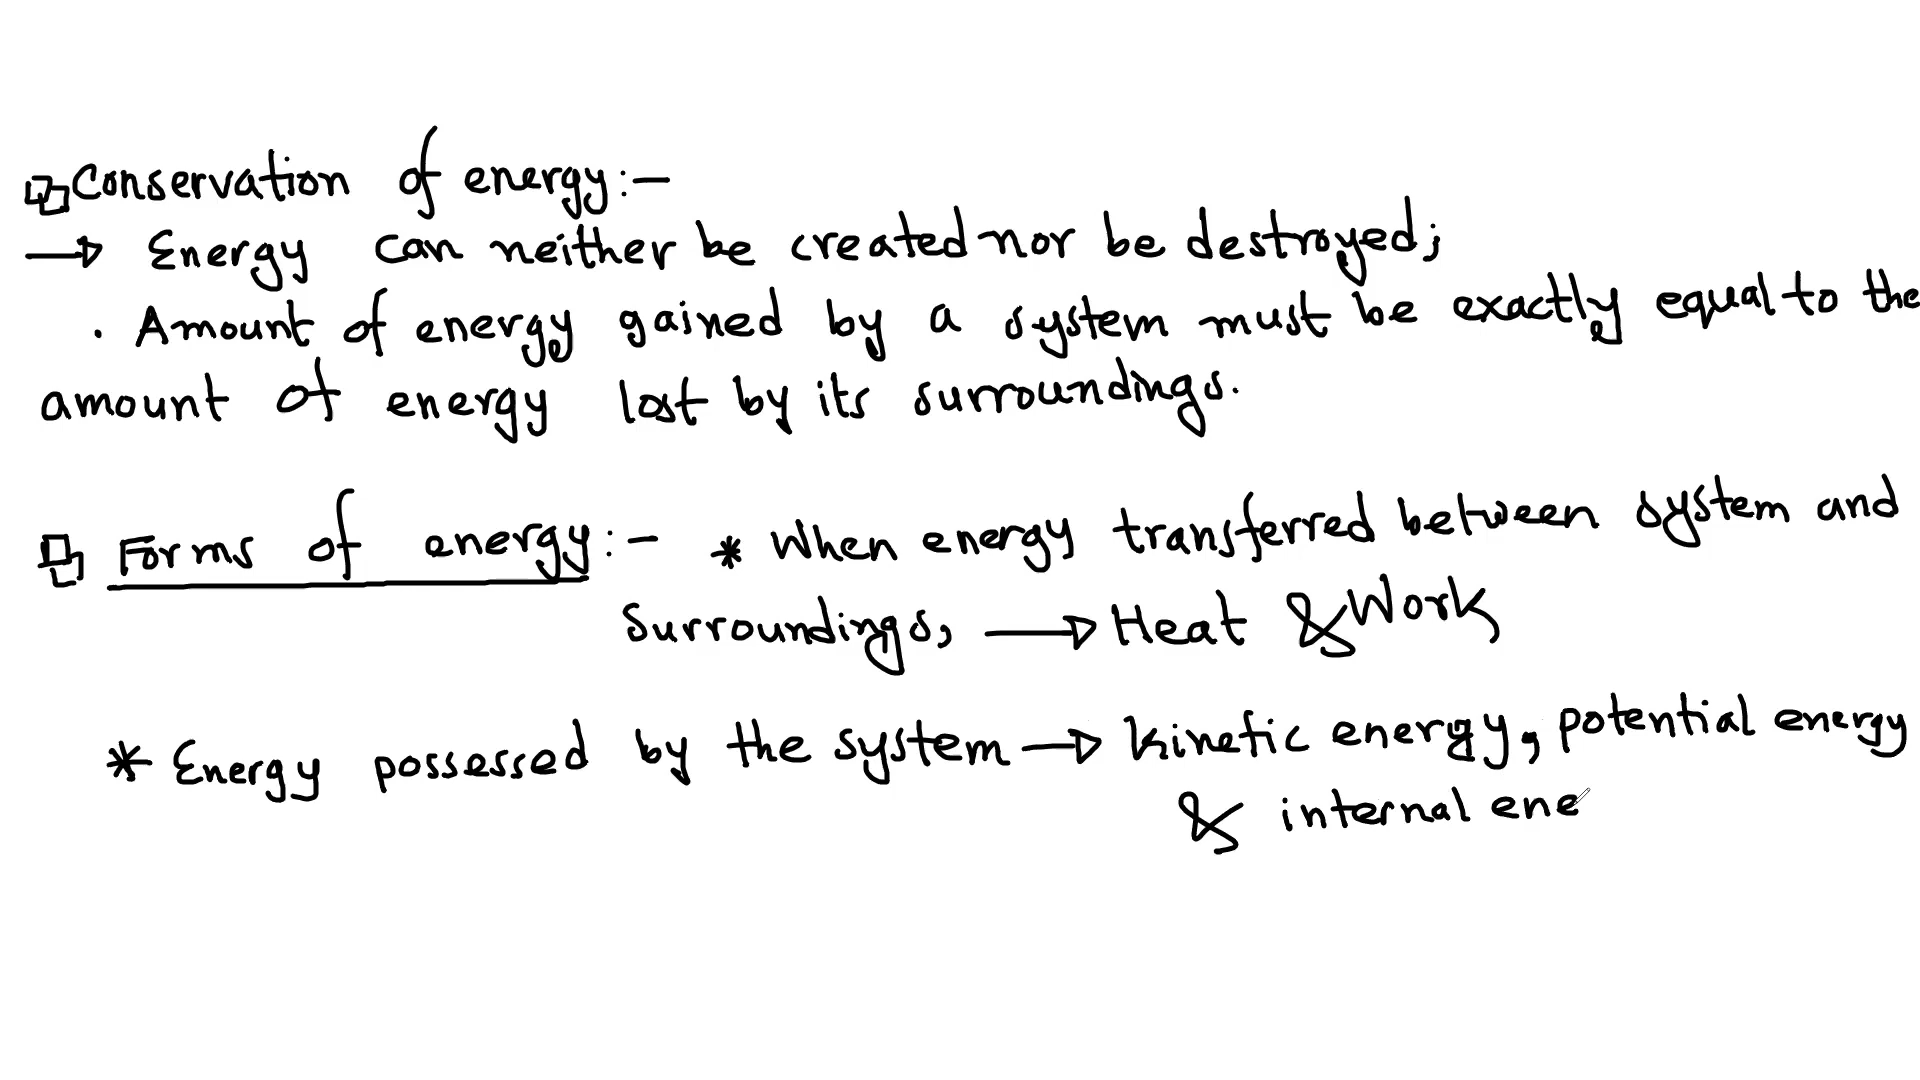 Conservation of energy:-
→ Energy can neither be created nor be destroyed;
. Amount of energy gained by a system must be exactly equal to the
amount of energy lost by its surroundings.
Forms of energy:- * When energy transferred between system and
Surroundings, → Heat & Work
* Energy possessed by the system → Kinetic energy, potential energy
& internal ene